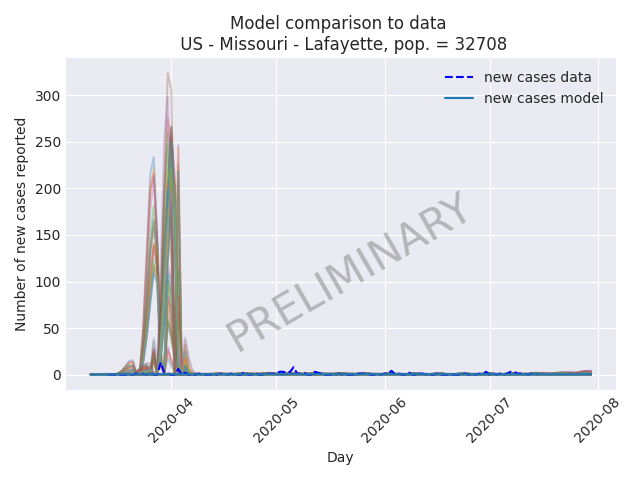 Model comparison to data
US - Missouri - Lafayette, pop. = 32708
new cases data
new cases model
Number of new cases reported
300
250
200
150
100
50
0
PRELIMINARY
2020-04
2020-05
2020-06
2020-07
2020-08
Day